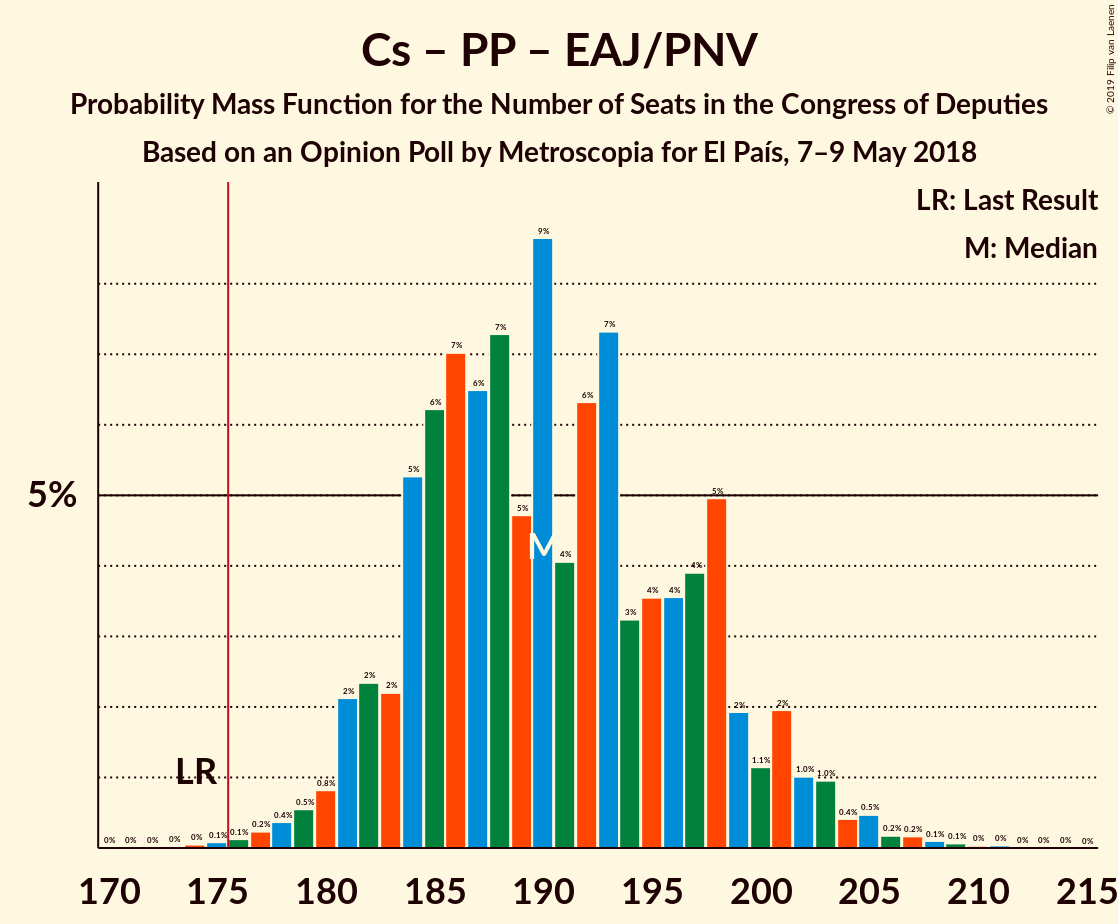 Cs – PP – EAJ/PNV
Probability Mass Function for the Number of Seats in the Congress of Deputies
Based on an Opinion Poll by Metroscopia for El País, 7–9 May 2018
© 2019 Filip van Laenen
LR: Last Result
M: Median
5%
LR
M
0% 0% 0% 0% 0% 0.1% 0.1% 0.2% 0.4% 0.5% 0.8% 2% 2% 2% 5% 6% 7% 6% 7% 5% 9% 4% 6% 7% 3% 4% 4% 4% 5% 2% 1.1% 2% 1.0% 1.0% 0.4% 0.5% 0.2% 0.2% 0.1% 0.1% 0% 0% 0% 0% 0% 0%
170 175 180 185 190 195 200 205 210 215